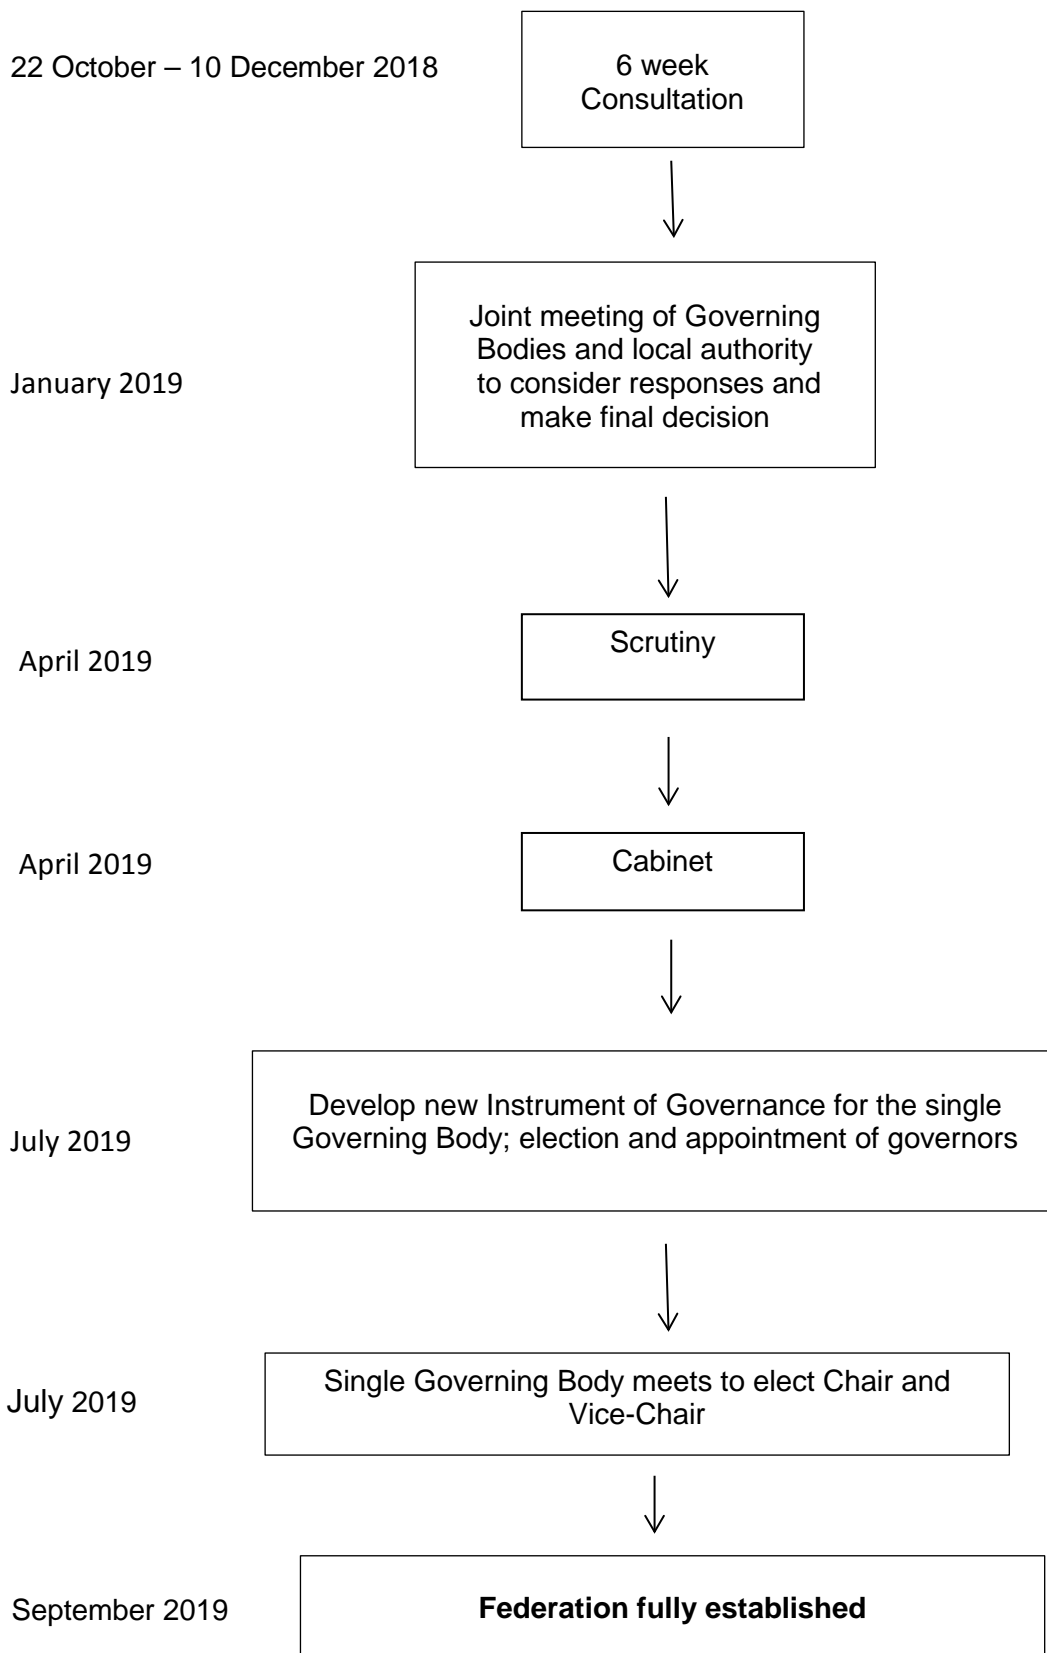 22 October – 10 December 2018
6 week
Consultation
January 2019
Joint meeting of Governing
Bodies and local authority
to consider responses and
make final decision
April 2019
Scrutiny
April 2019
Cabinet
July 2019
Develop new Instrument of Governance for the single
Governing Body; election and appointment of governors
July 2019
Single Governing Body meets to elect Chair and
Vice-Chair
September 2019
Federation fully established